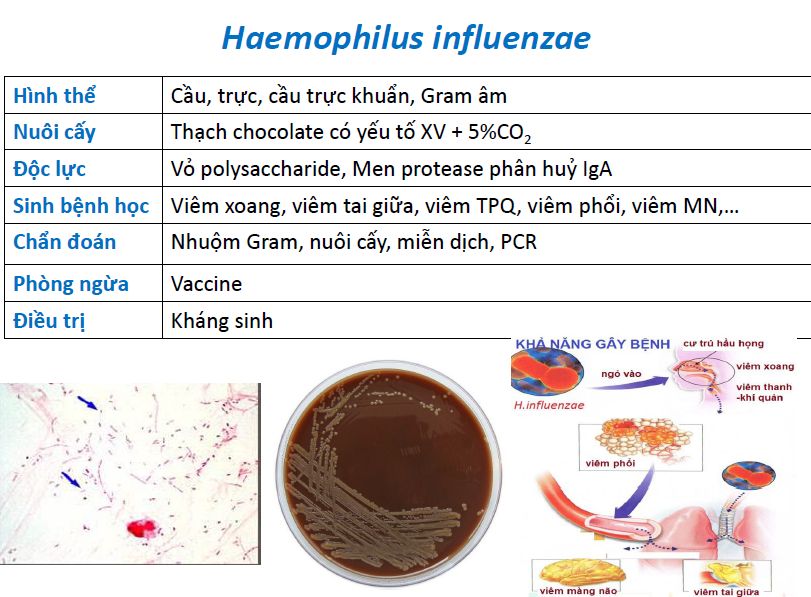 Haemophilus influenzae
Hình thể Cầu, trực, cầu trực khuẩn, Gram âm
Nuôi cấy Thạch chocolate có yếu tố XV + 5%CO2
Độc lực Vỏ polysaccharide, Men protease phân huỷ IgA
Sinh bệnh học Viêm xoang, viêm tai giữa, viêm TPQ, viêm phổi, viêm MN,…
Chẩn đoán Nhuộm Gram, nuôi cấy, miễn dịch, PCR
Phòng ngừa Vaccine
Điều trị Kháng sinh
KHẢ NĂNG GÂY BỆNH
cư trú hầu họng
ngó vào
viêm xoang
viêm thanh
-khí quản
H.influenzae
viêm phổi
viêm màng não
viêm tai giữa